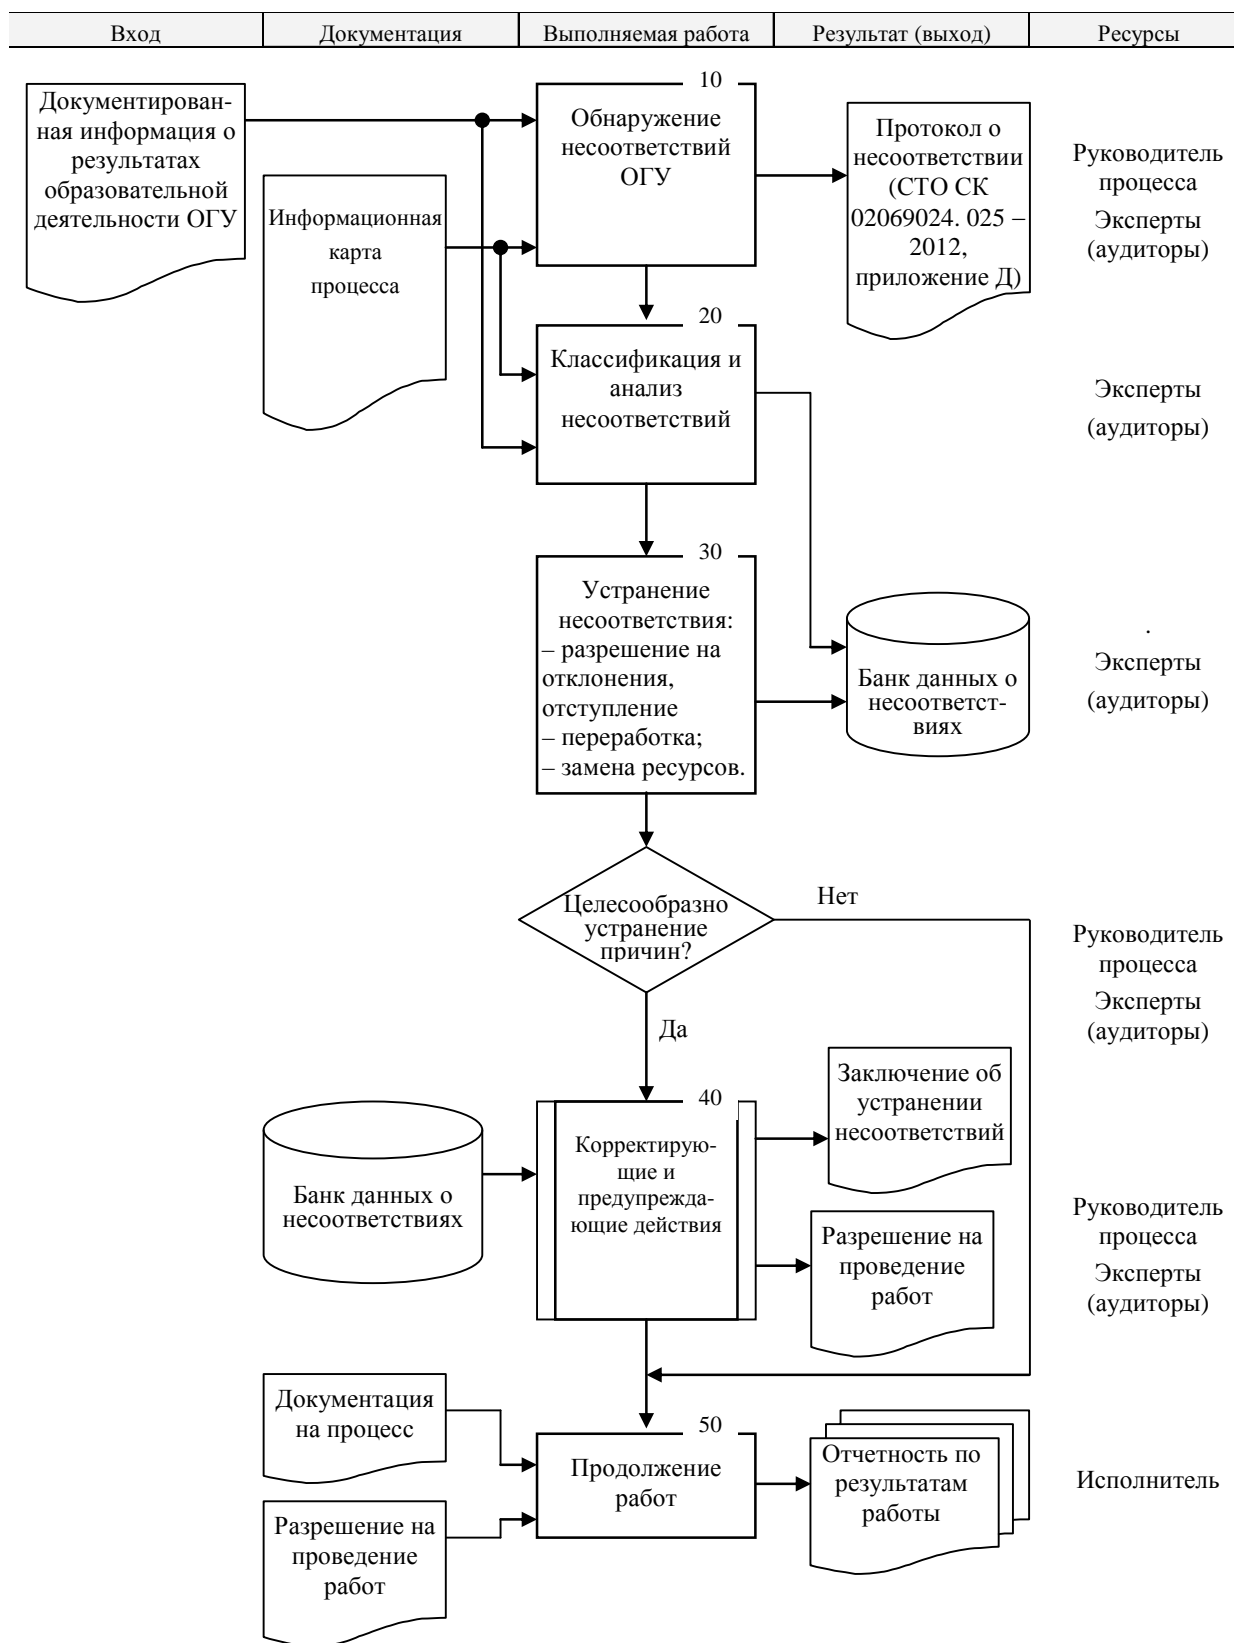 Вход
Документация
Выполняемая работа
Результат (выход)
Ресурсы
Документирован-
ная информация о
результатах
образовательной
деятельности ОГУ
Информационная
карта
процесса
10
Обнаружение
несоответствий
ОГУ
Протокол о
несоответствии
(СТО СК
02069024. 025 –
2012,
приложение Д)
Руководитель
процесса
Эксперты
(аудиторы)
20
Классификация и
анализ
несоответствий
Эксперты
(аудиторы)
30
Устранение
несоответствия:
– разрешение на
отклонения,
отступление
– переработка;
– замена ресурсов.
Банк данных о
несоответст-
виях
.
Эксперты
(аудиторы)
Целесообразно
устранение
причин?
Нет
Да
Руководитель
процесса
Эксперты
(аудиторы)
Банк данных о
несоответствиях
40
Корректирую-
щие и
предупрежда-
ющие действия
Заключение об
устранении
несоответствий
Разрешение на
проведение
работ
Руководитель
процесса
Эксперты
(аудиторы)
Документация
на процесс
Разрешение на
проведение
работ
50
Продолжение
работ
Отчетность по
результатам
работы
Исполнитель